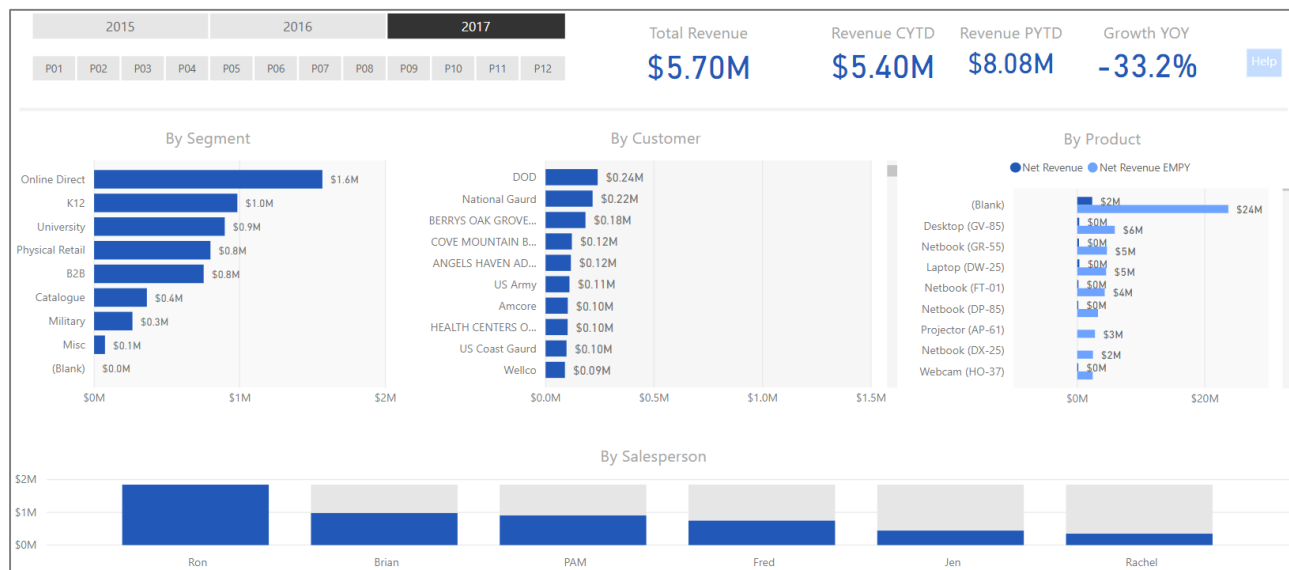 2015 2016 2017
P01 P02 P03 P04 P05 P06 P07 P08 P09 P10 P11 P12
Total Revenue
$5.70M
Revenue CYTD
$5.40M
Revenue PYTD
$8.08M
Growth YOY
-33.2%
Help
By Segment
Online Direct $1.6M
K12 $1.0M
University $0.9M
Physical Retail $0.8M
B2B $0.8M
Catalogue $0.4M
Military $0.3M
Misc $0.1M
(Blank) $0.0M
$0M $1M $2M
By Customer
DOD $0.24M
National Gaurd $0.22M
BERRYS OAK GROVE... $0.18M
COVE MOUNTAIN B... $0.12M
ANGELS HAVEN AD... $0.12M
US Army $0.11M
Amcore $0.10M
HEALTH CENTERS O... $0.10M
US Coast Gaurd $0.10M
Wellco $0.09M
$0.0M $0.5M $1.0M $1.5M
By Product
Net Revenue Net Revenue EMPY
(Blank) $2M $24M
Desktop (GV-85) $0M $6M
Netbook (GR-55) $0M $5M
Laptop (DW-25) $0M $5M
Netbook (FT-01) $0M $4M
Netbook (DP-85) $0M
Projector (AP-61) $3M
Netbook (DX-25) $2M
Webcam (HO-37) $0M
$0M $20M
By Salesperson
$2M
$1M
$0M
Ron Brian PAM Fred Jen Rachel